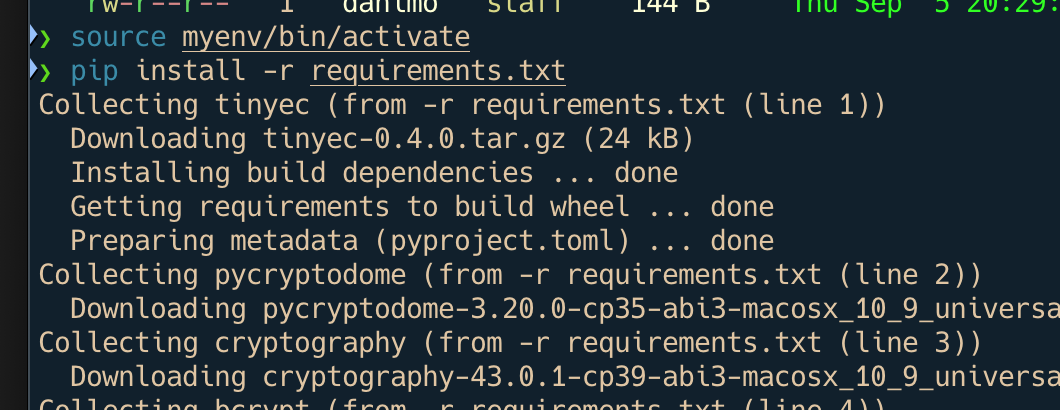 rw-r--r-- 1 danimo staff 144 B Thu Sep 5 20:29:
❯ source myenv/bin/activate
❯ pip install -r requirements.txt
Collecting tinyec (from -r requirements.txt (line 1))
Downloading tinyec-0.4.0.tar.gz (24 kB)
Installing build dependencies ... done
Getting requirements to build wheel ... done
Preparing metadata (pyproject.toml) ... done
Collecting pycryptodome (from -r requirements.txt (line 2))
Downloading pycryptodome-3.20.0-cp35-abi3-macosx_10_9_universa
Collecting cryptography (from -r requirements.txt (line 3))
Downloading cryptography-43.0.1-cp39-abi3-macosx_10_9_universa
Collecting bcrypt (from -r requirements.txt (line 4))